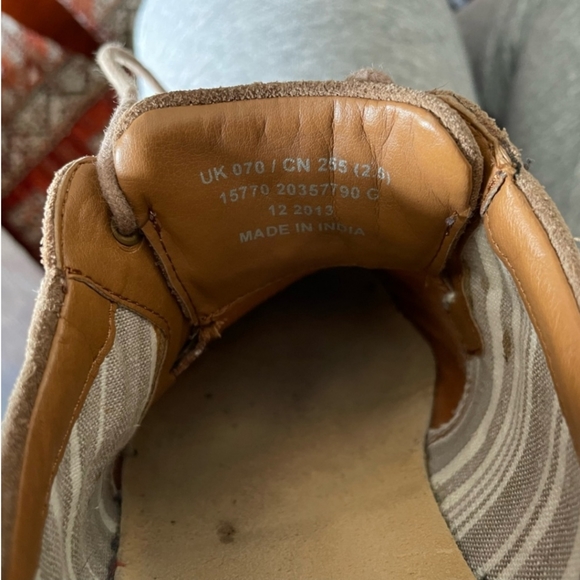 UK 070 / CN 255 (2.5)
15770 20357790 G
12 2013
MADE IN INDIA